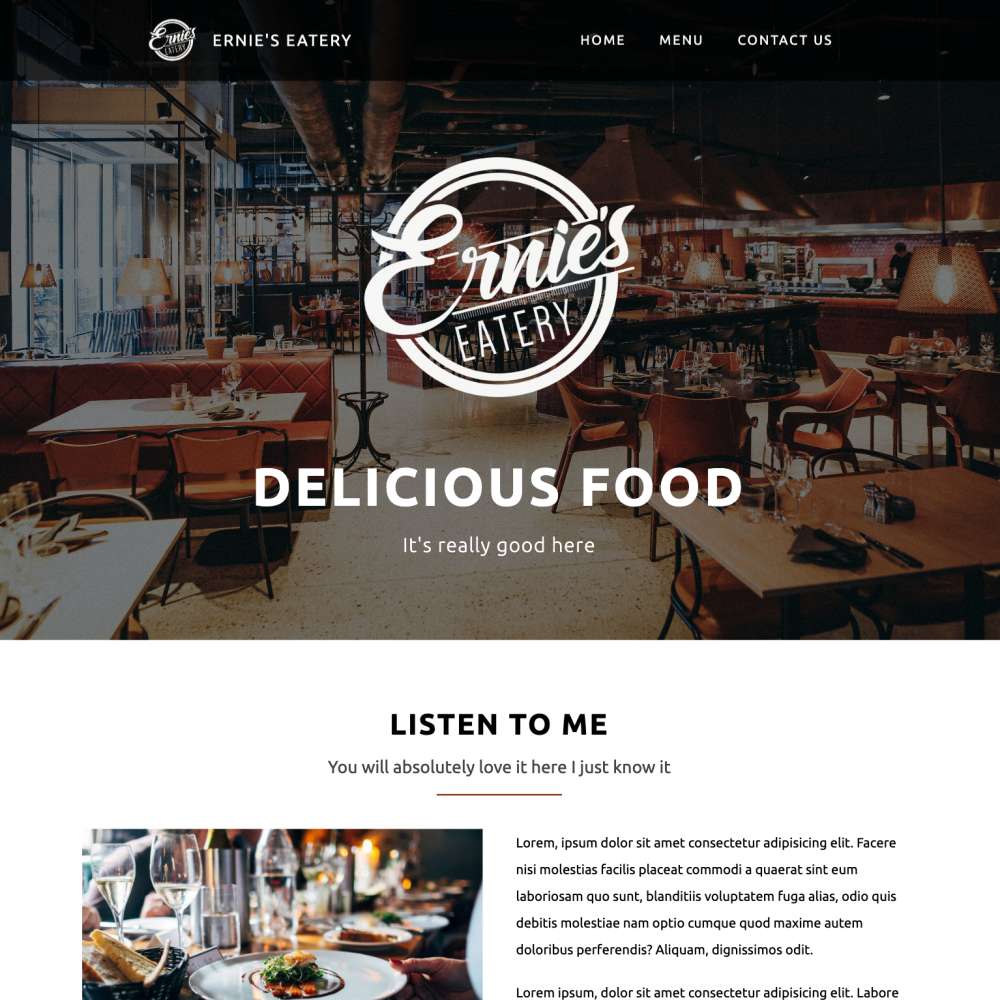 Ernie's
EATERY
ERNIE'S EATERY
HOME
MENU
CONTACT US
Ernie's
EATERY
DELICIOUS FOOD
It's really good here
LISTEN TO ME
You will absolutely love it here I just know it
Lorem, ipsum dolor sit amet consectetur adipisicing elit. Facere
nisi molestias facilis placeat commodi a quaerat sint eum
laboriosam quo sunt, blanditiis voluptatem fuga alias, odio quis
debitis molestiae nam optio cumque quod maxime autem
doloribus perferendis? Aliquam, dignissimos odit.
Lorem ipsum, dolor sit amet consectetur adipisicing elit. Labore